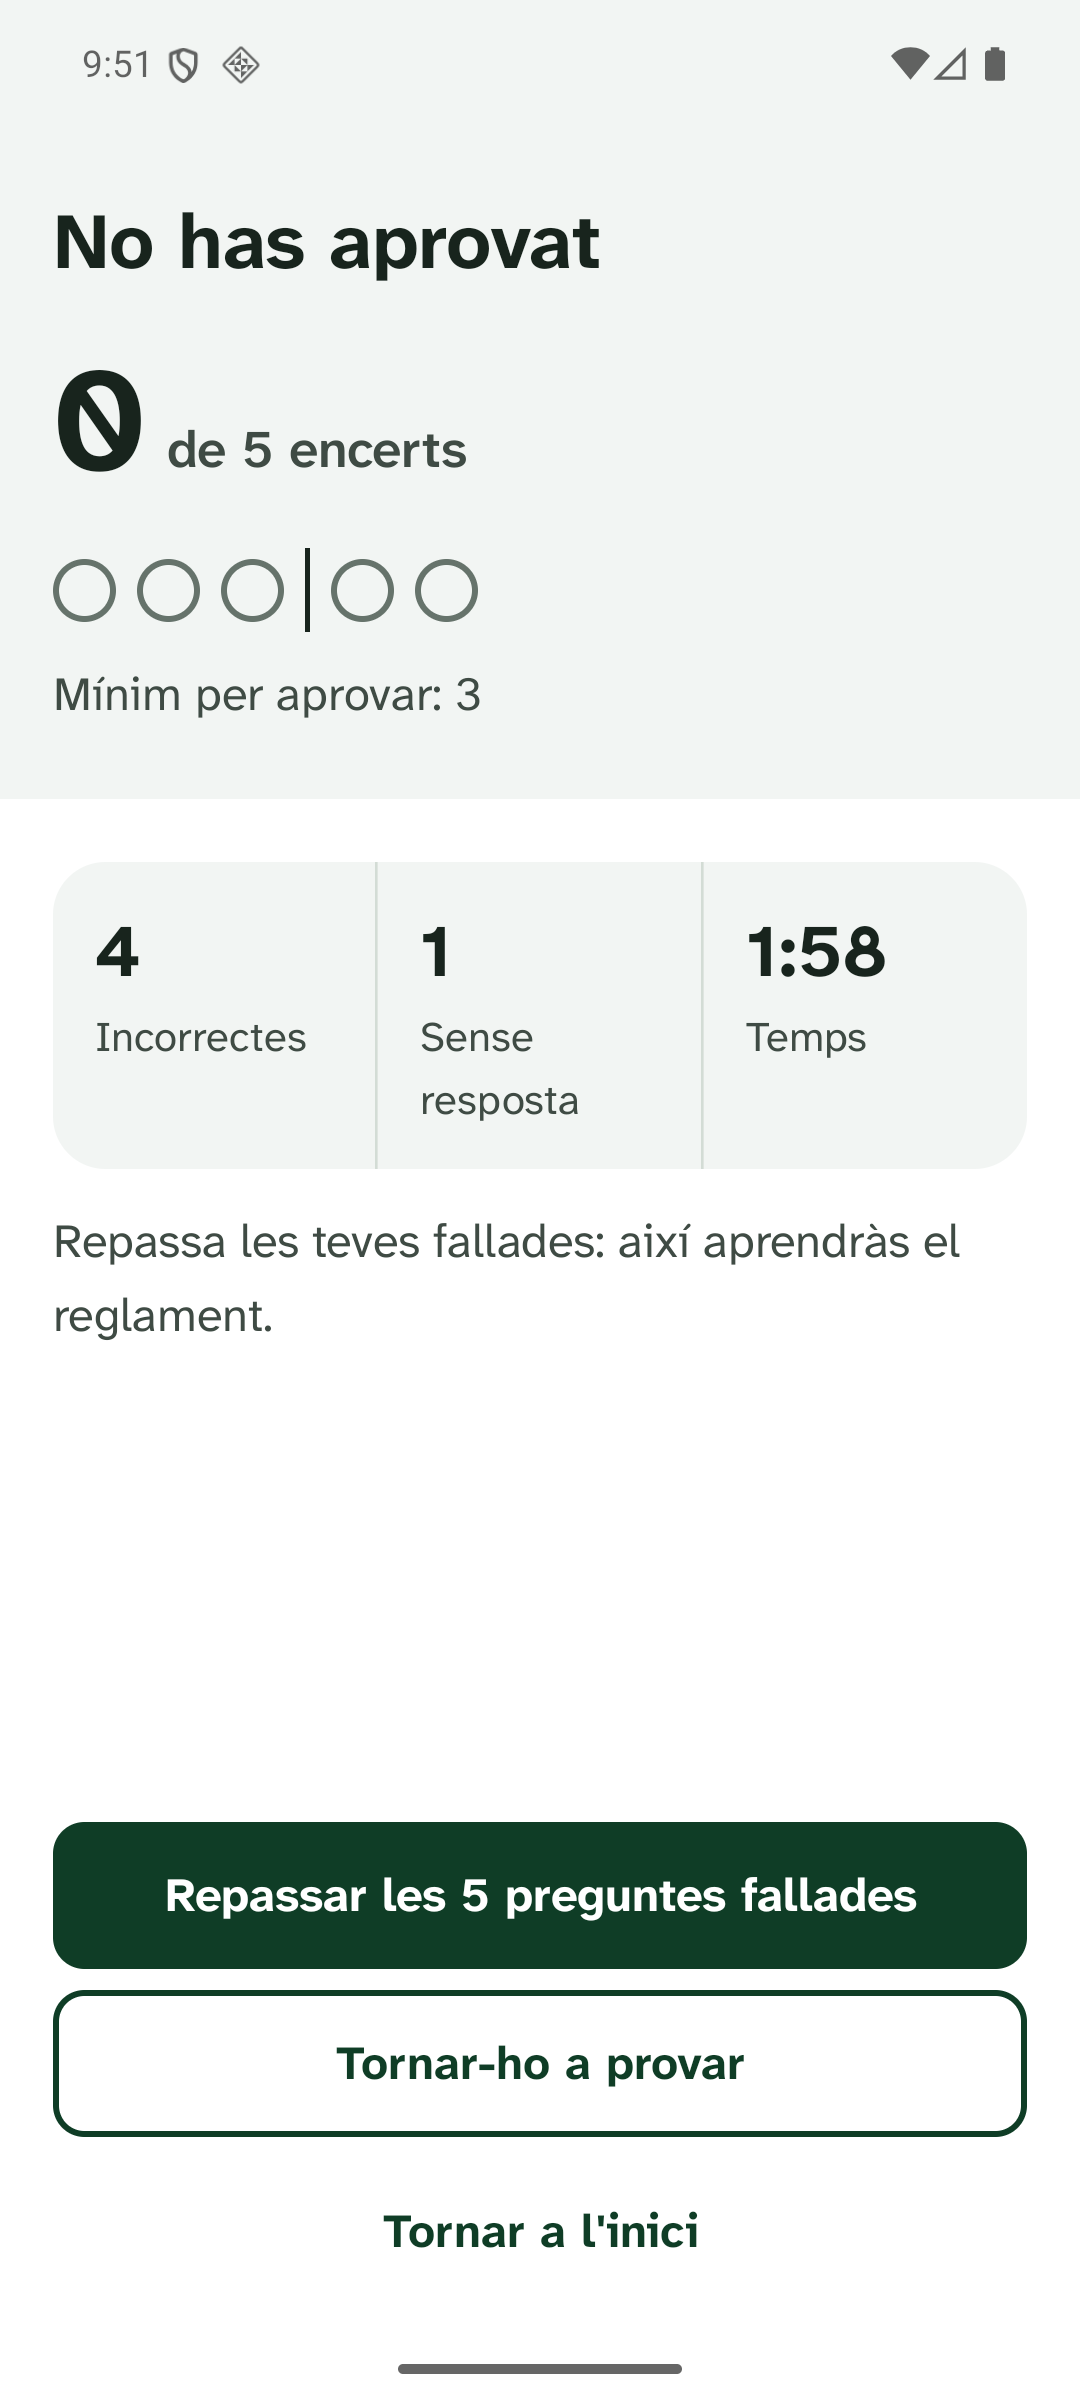 9:51
No has aprovat
0 de 5 encerts
Mínim per aprovar: 3
4
Incorrectes
1
Sense
resposta
1:58
Temps
Repassa les teves fallades: així aprendràs el
reglament.
Repassar les 5 preguntes fallades
Tornar-ho a provar
Tornar a l'inici